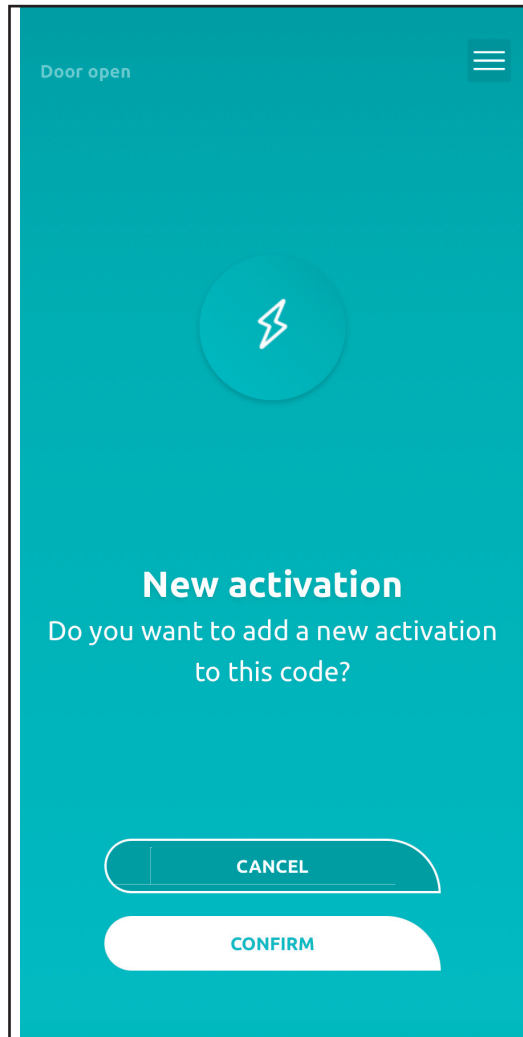 Door open
New activation
Do you want to add a new activation
to this code?
CANCEL
CONFIRM